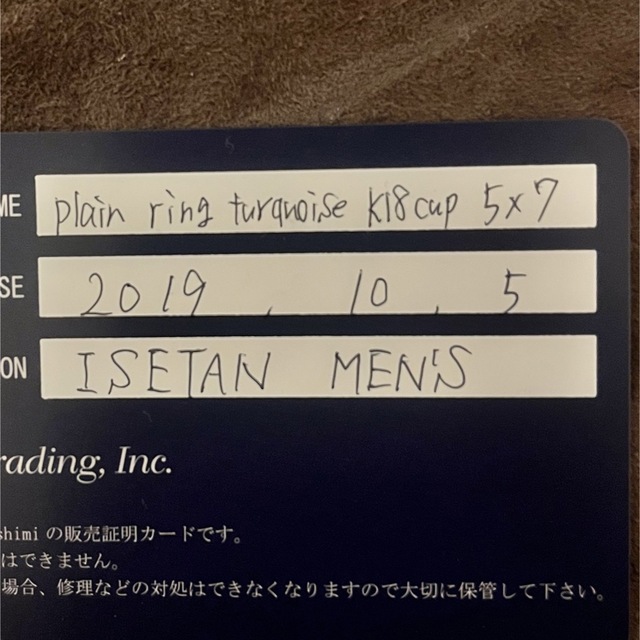 ME plain ring turquoise K18 cup 5x7
SE 2019 . 10 . 5
ON ISETAN MEN'S
rading, Inc.
shimi の販売証明カードです。
はできません。
場合、修理などの対処はできなくなりますので大切に保管して下さい。